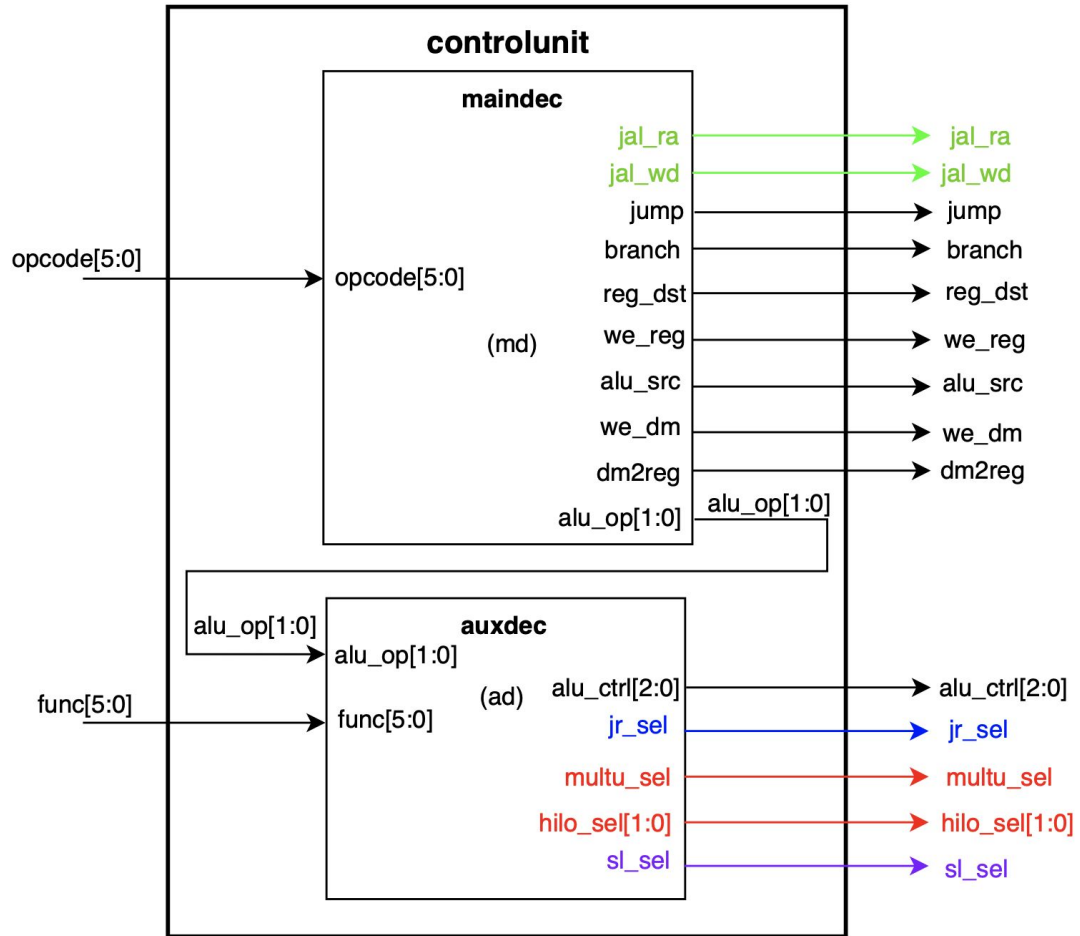 controlunit
maindec
jal_ra jal_ra
jal_wd jal_wd
jump jump
branch branch
opcode[5:0] opcode[5:0]
reg_dst reg_dst
(md) we_reg we_reg
alu_src alu_src
we_dm we_dm
dm2reg dm2reg
alu_op[1:0] alu_op[1:0]
alu_op[1:0] auxdec
alu_op[1:0]
(ad) alu_ctrl[2:0] alu_ctrl[2:0]
func[5:0] func[5:0]
jr_sel jr_sel
multu_sel multu_sel
hilo_sel[1:0] hilo_sel[1:0]
sl_sel sl_sel